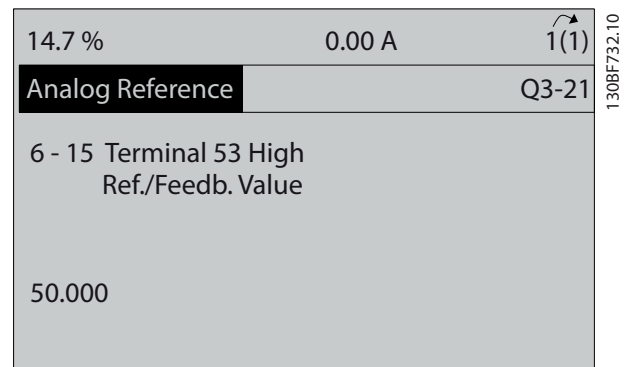 14.7 % 0.00 A 1(1)
Analog Reference Q3-21
6 - 15 Terminal 53 High
Ref./Feedb. Value
50.000
130BF732.10